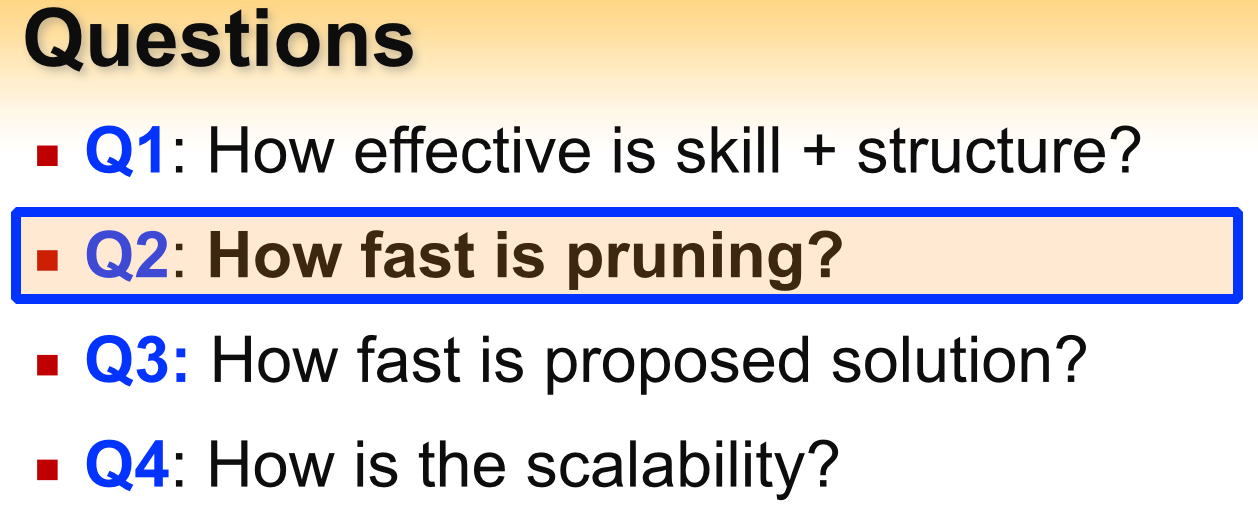 Questions
Q1: How effective is skill + structure?
Q2: How fast is pruning?
Q3: How fast is proposed solution?
Q4: How is the scalability?